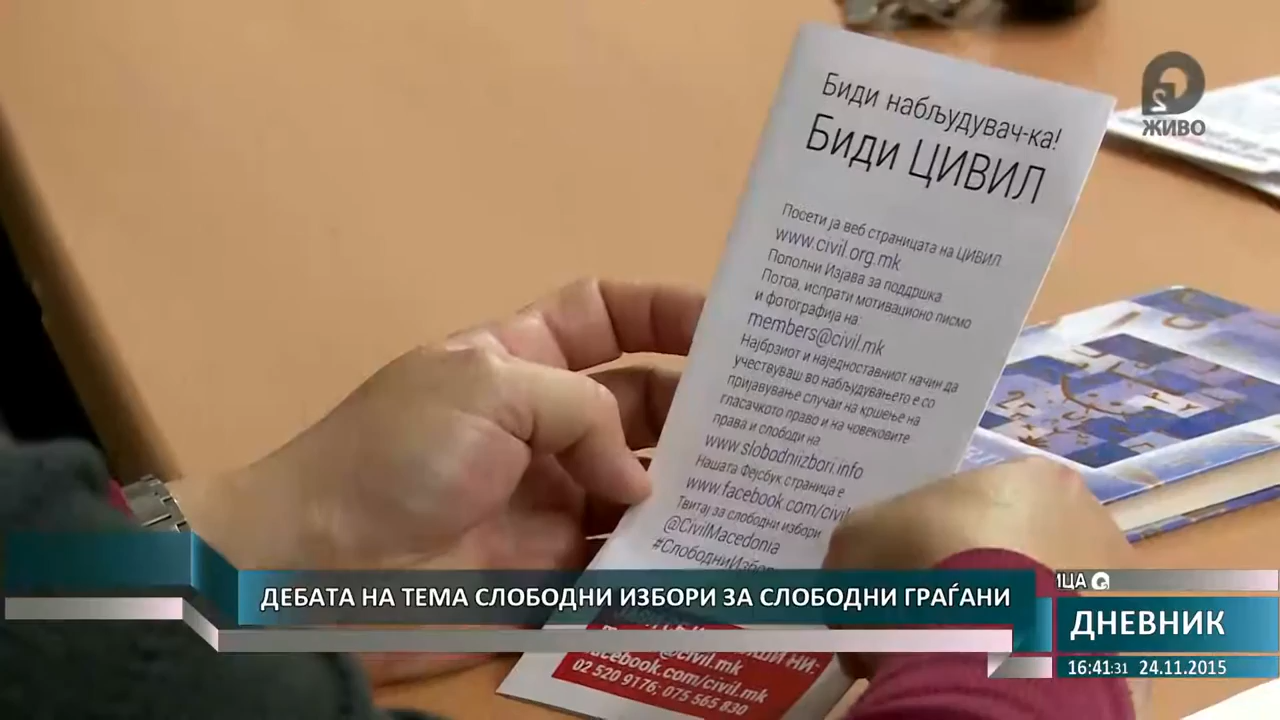 Биди набљудувач-ка!
Биди ЦИВИЛ
Посети ја веб страницата на ЦИВИЛ
www.civil.org.mk
Пополни Изјава за поддршка
Потоа, испрати мотивационо писмо
и фотографија на:
members@civil.mk
Најбрзиот и наједноставниот начин да
учествуваш во набљудувањето е со
пријавување случаи на кршење на
гласачкото право и на човековите
права и слободи на
www.slobodniizbori.info
Нашата Фејсбук страница е
www.facebook.com/civil
Твитај за слободни избори
@CivilMacedonia
#СлободниИзбори
НИ:
@civil.mk
facebook.com/civil.mk
02 520 9176; 075 565 830
2
ЖИВО
ДЕБАТА НА ТЕМА СЛОБОДНИ ИЗБОРИ ЗА СЛОБОДНИ ГРАЃАНИ
ИЦА
ДНЕВНИК
16:41:31 24.11.2015